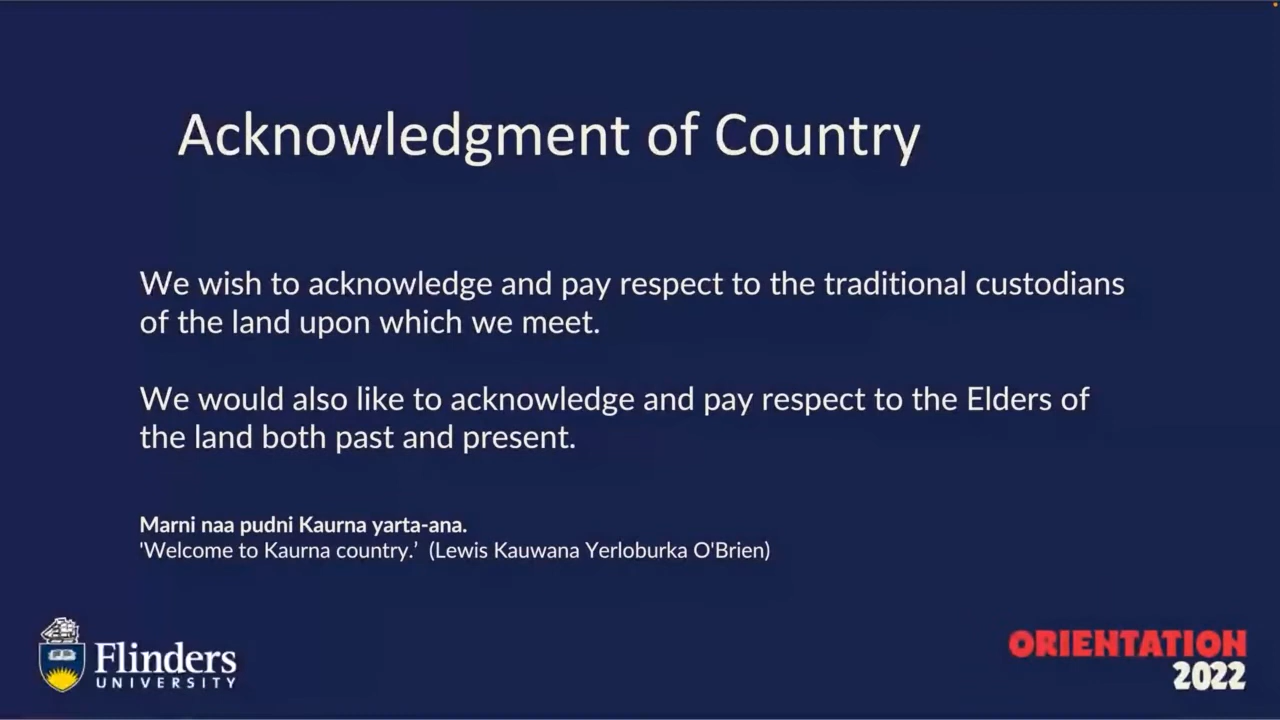 Acknowledgment of Country
We wish to acknowledge and pay respect to the traditional custodians
of the land upon which we meet.
We would also like to acknowledge and pay respect to the Elders of
the land both past and present.
Marni naa pudni Kaurna yarta-ana.
'Welcome to Kaurna country.’ (Lewis Kauwana Yerloburka O'Brien)
Flinders
UNIVERSITY
ORIENTATION
2022